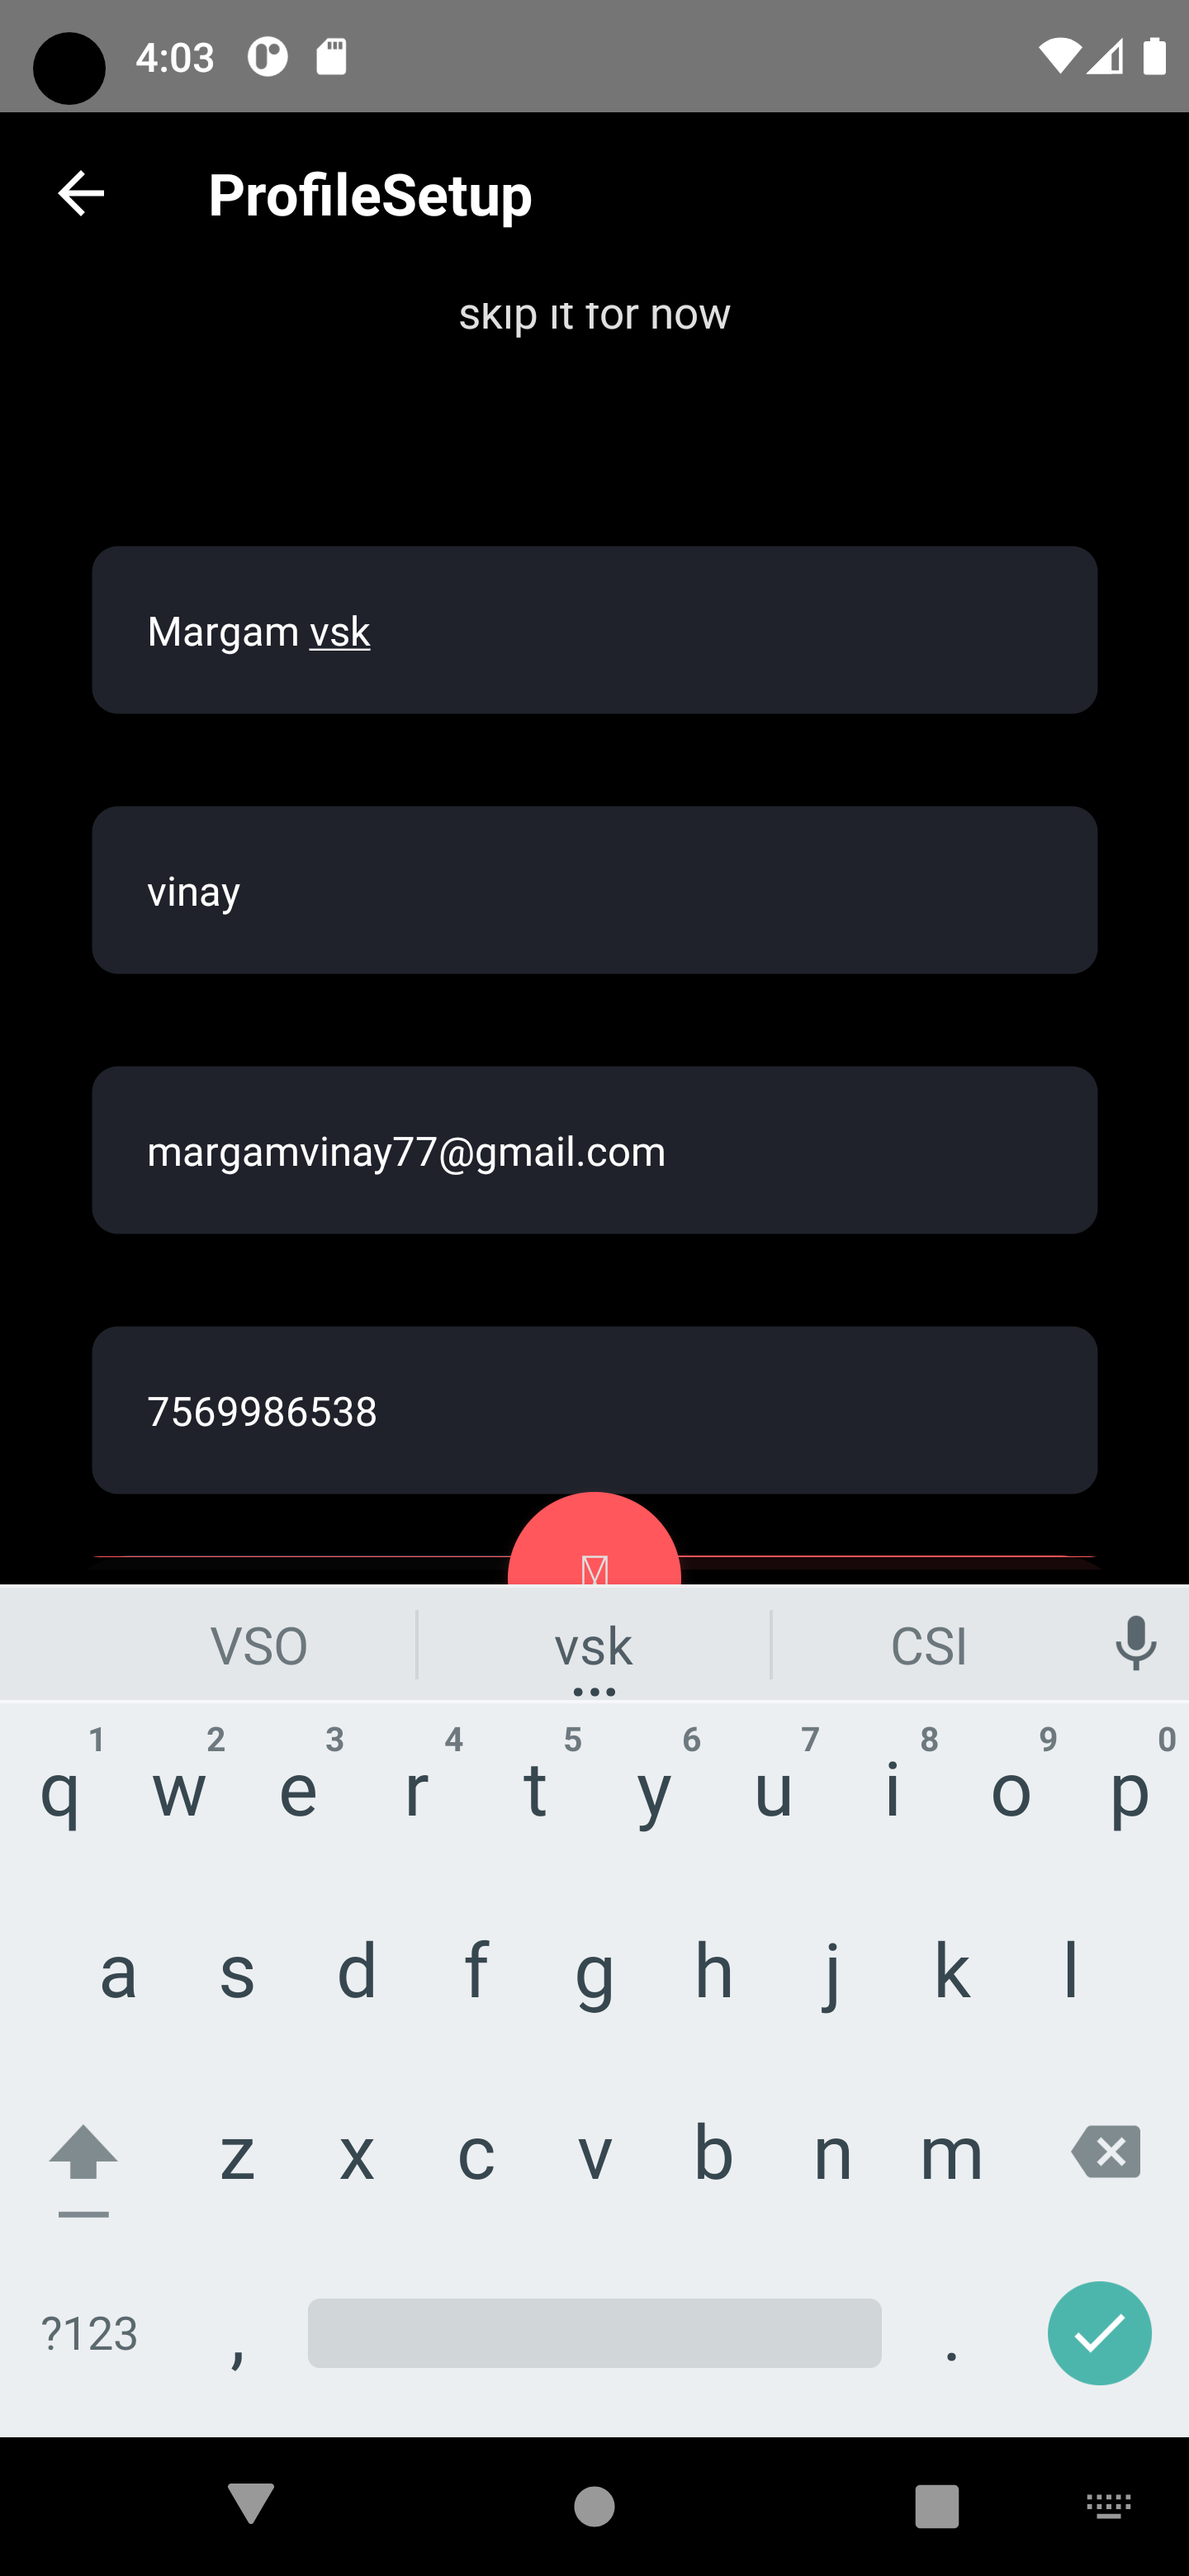 4:03
ProfileSetup
skip it for now
Margam vsk
vinay
margamvinay77@gmail.com
7569986538
VSO vsk CSI
1 2 3 4 5 6 7 8 9 0
q w e r t y u i o p
a s d f g h j k l
z x c v b n m
?123 , .